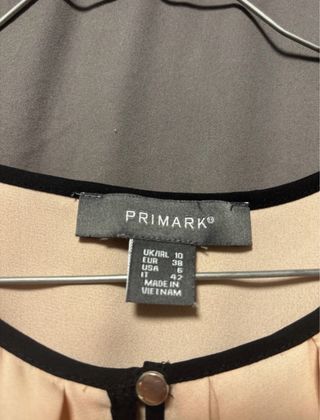 PRIMARK®
UK/IRL 10
EUR 38
USA 6
IT 42
MADE IN
VIETNAM